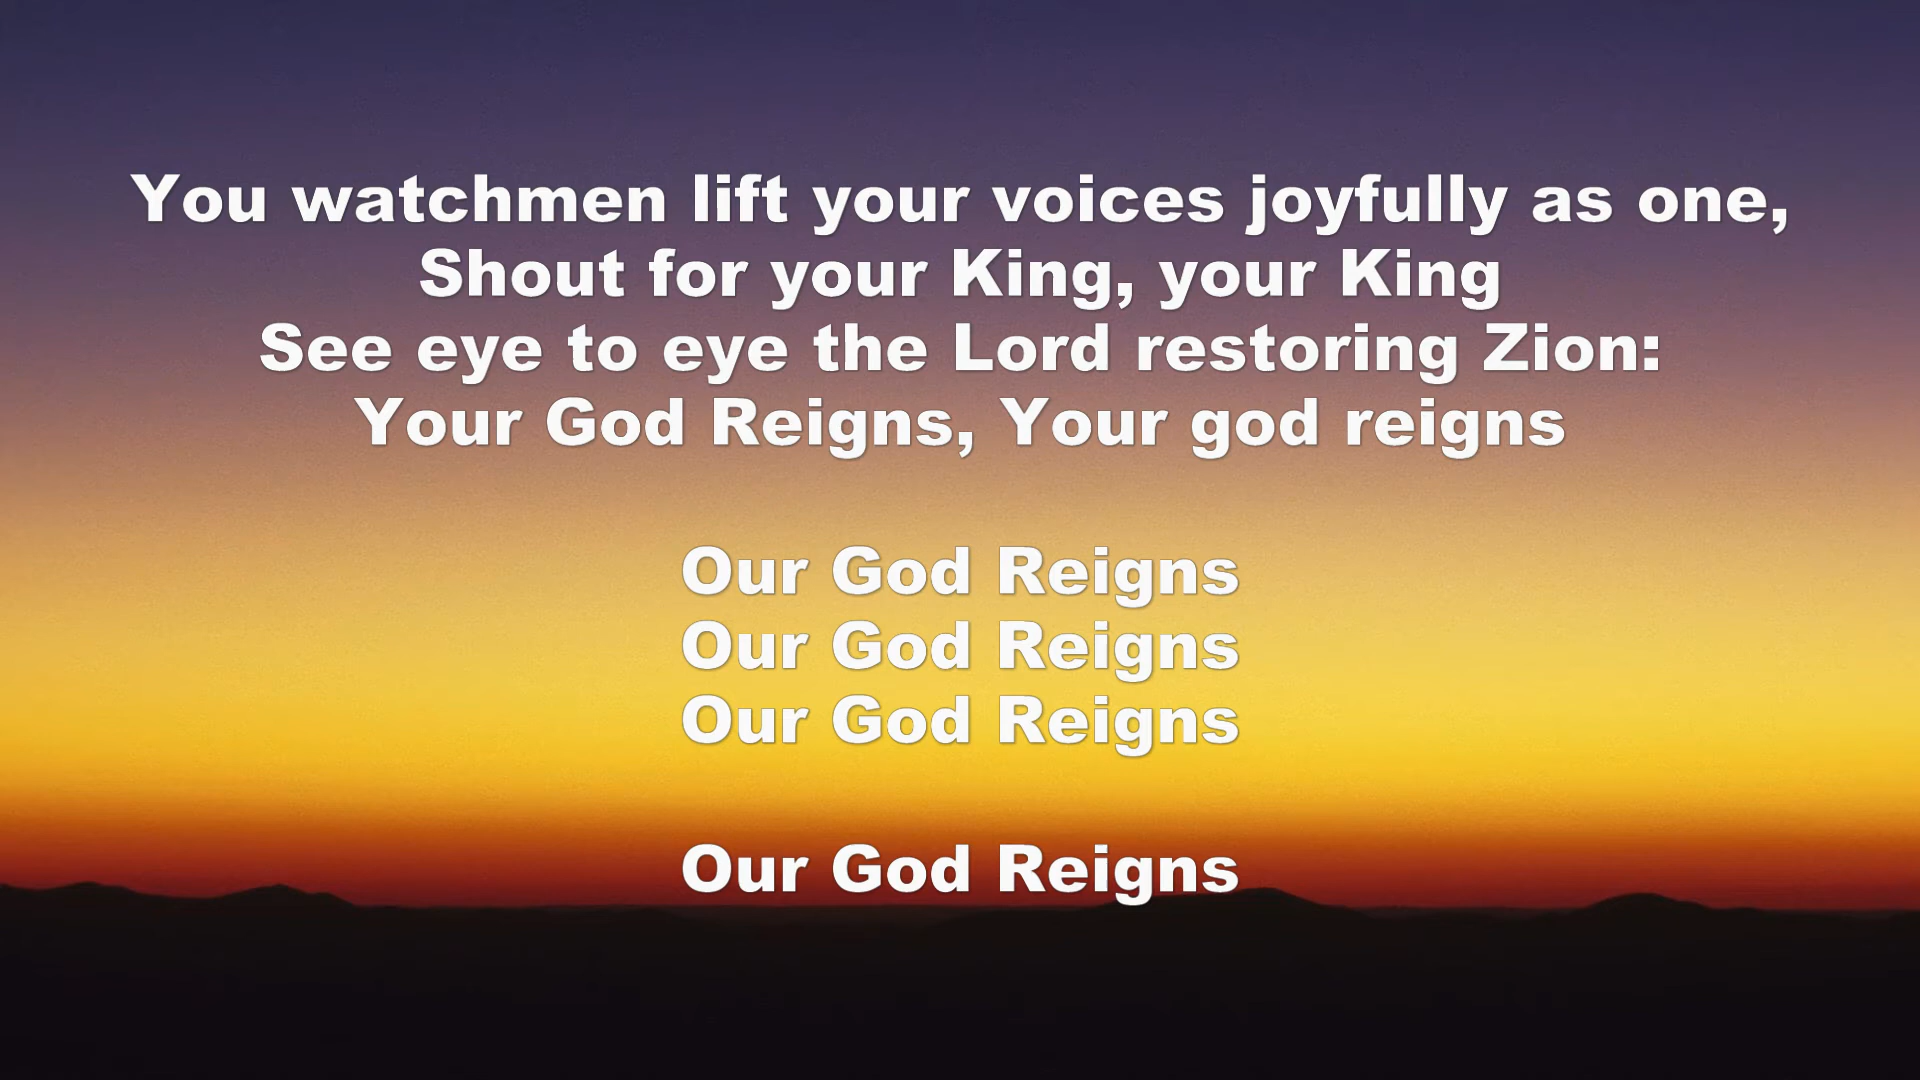 You watchmen lift your voices joyfully as one,
Shout for your King, your King
See eye to eye the Lord restoring Zion:
Your God Reigns, Your god reigns
Our God Reigns
Our God Reigns
Our God Reigns
Our God Reigns